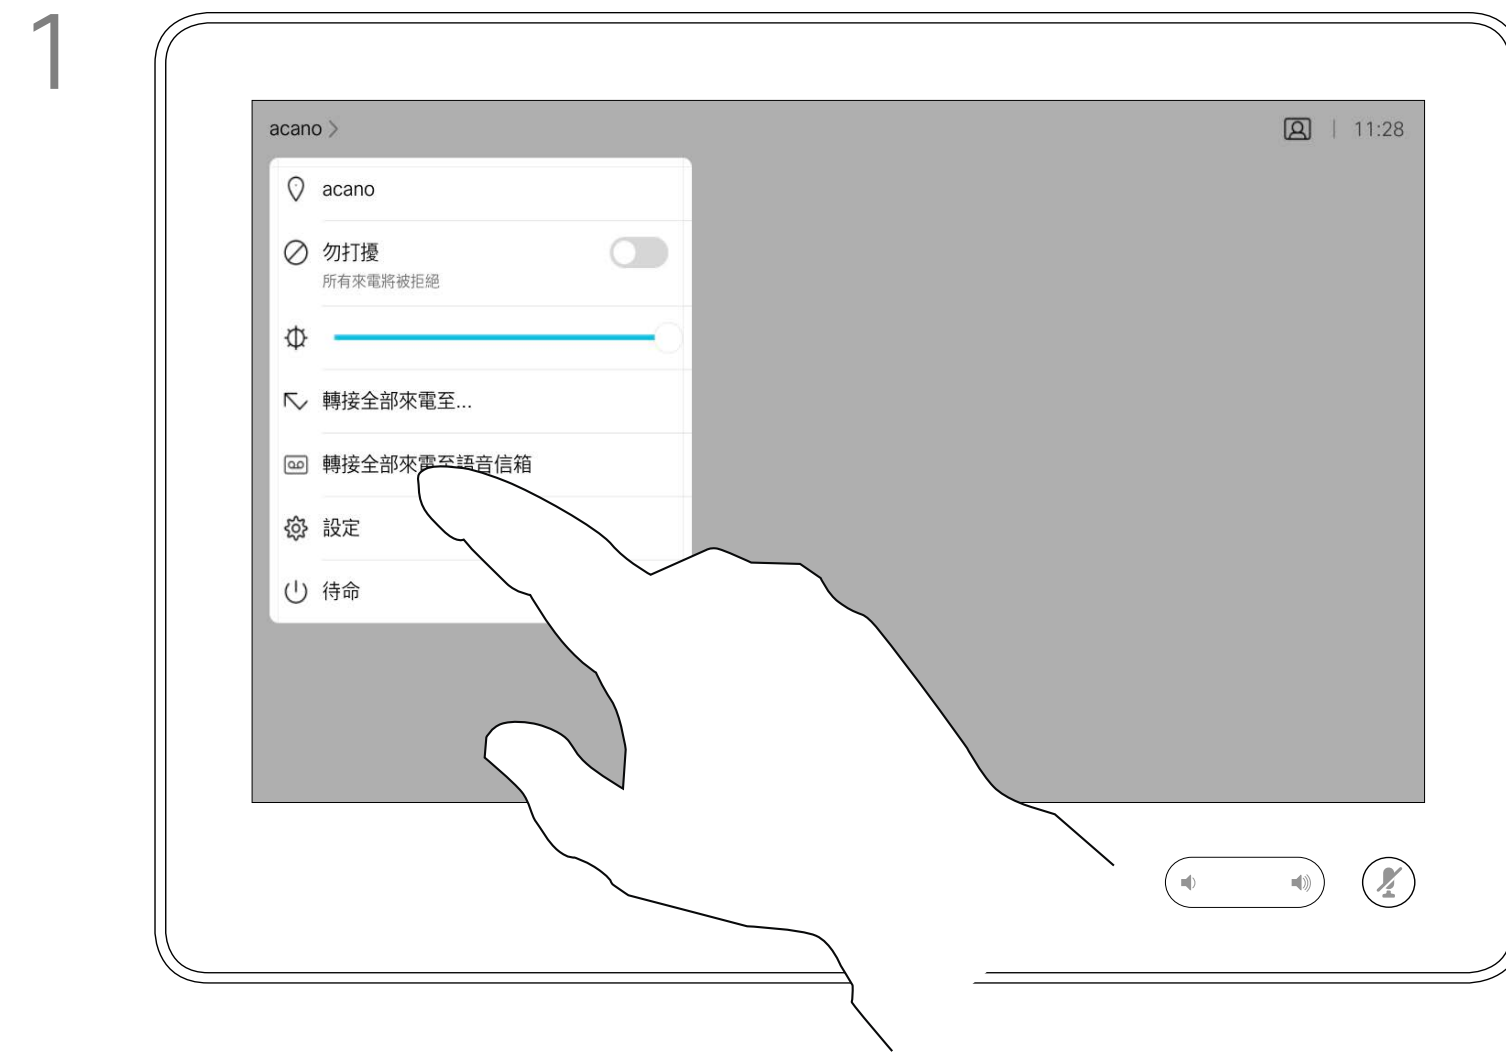 1
acano
11:28
acano
勿打擾
所有來電將被拒絕
轉接全部來電至...
轉接全部來電至語音信箱
設定
待命